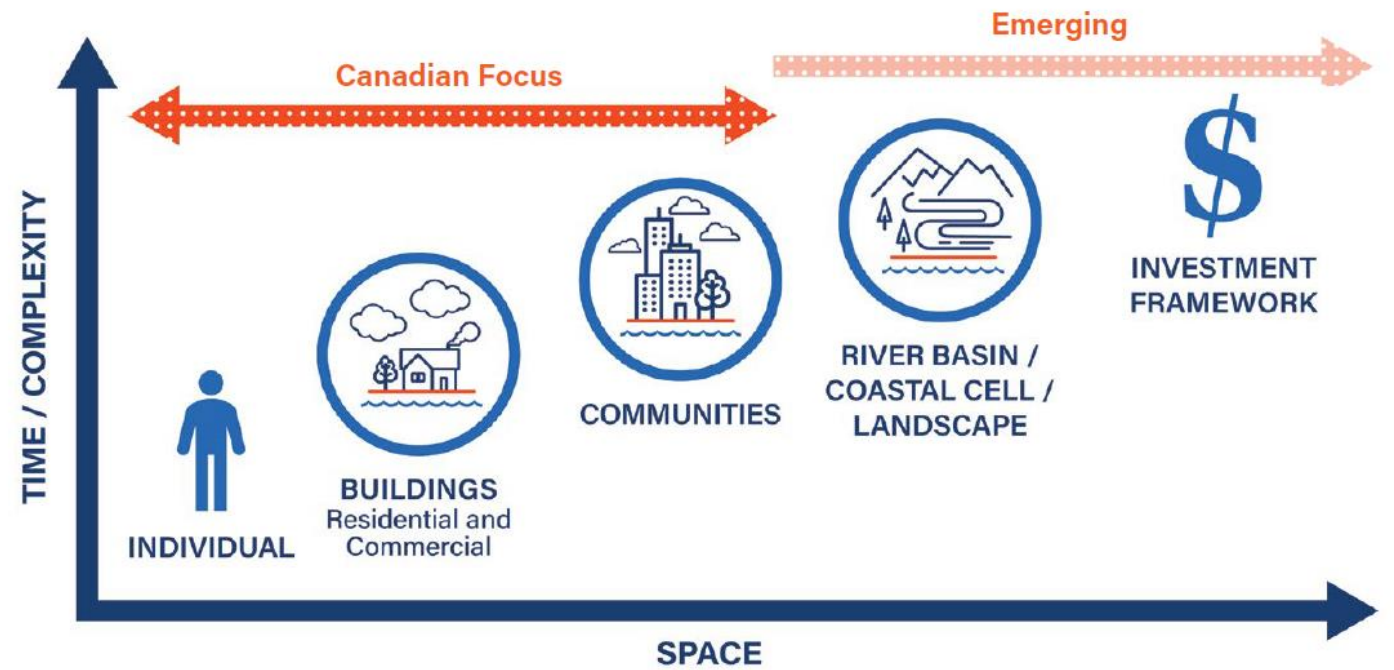 Emerging
Canadian Focus
TIME / COMPLEXITY
$
INVESTMENT
FRAMEWORK
RIVER BASIN /
COASTAL CELL /
LANDSCAPE
COMMUNITIES
BUILDINGS
Residential and
Commercial
INDIVIDUAL
SPACE